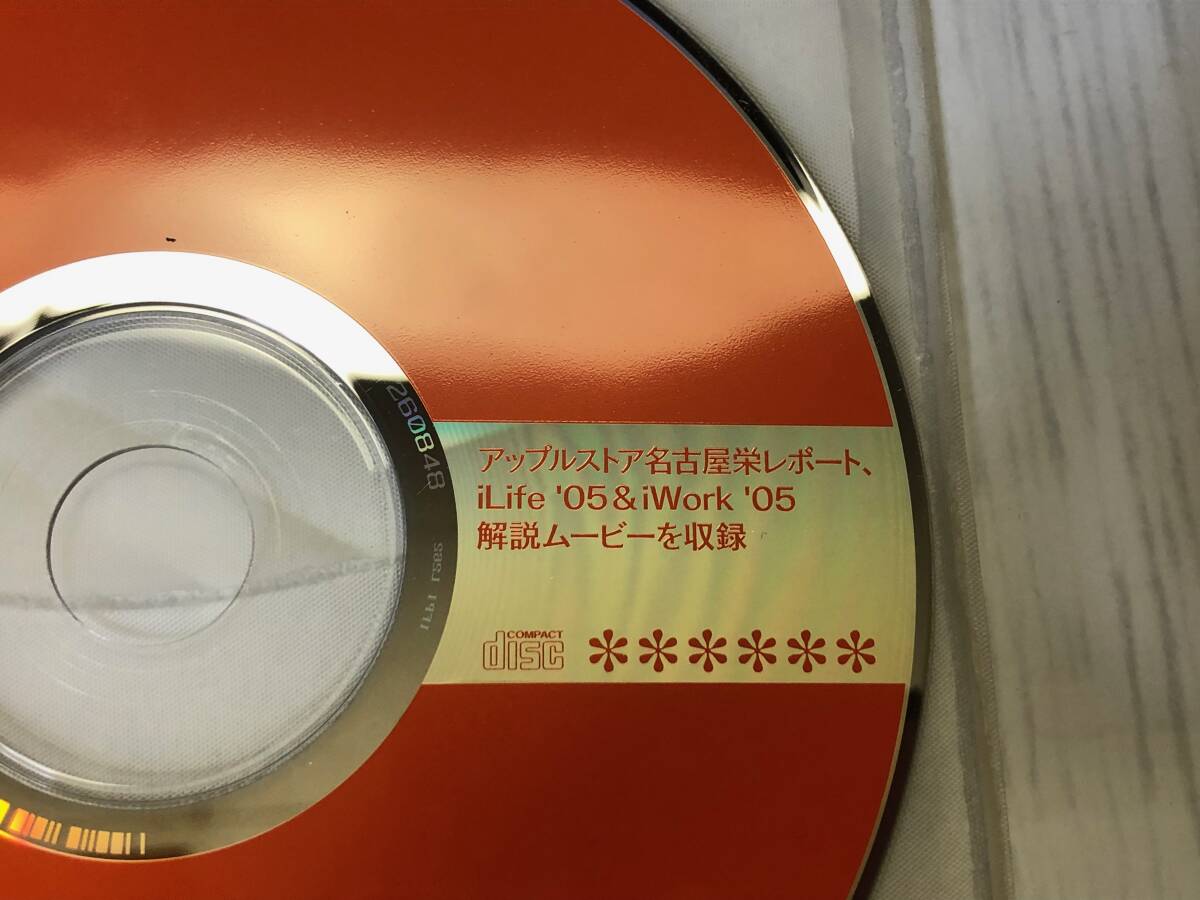 260848
アップルストア名古屋栄レポート、
iLife '05&iWork '05
解説ムービーを収録
COMPACT
disc ******